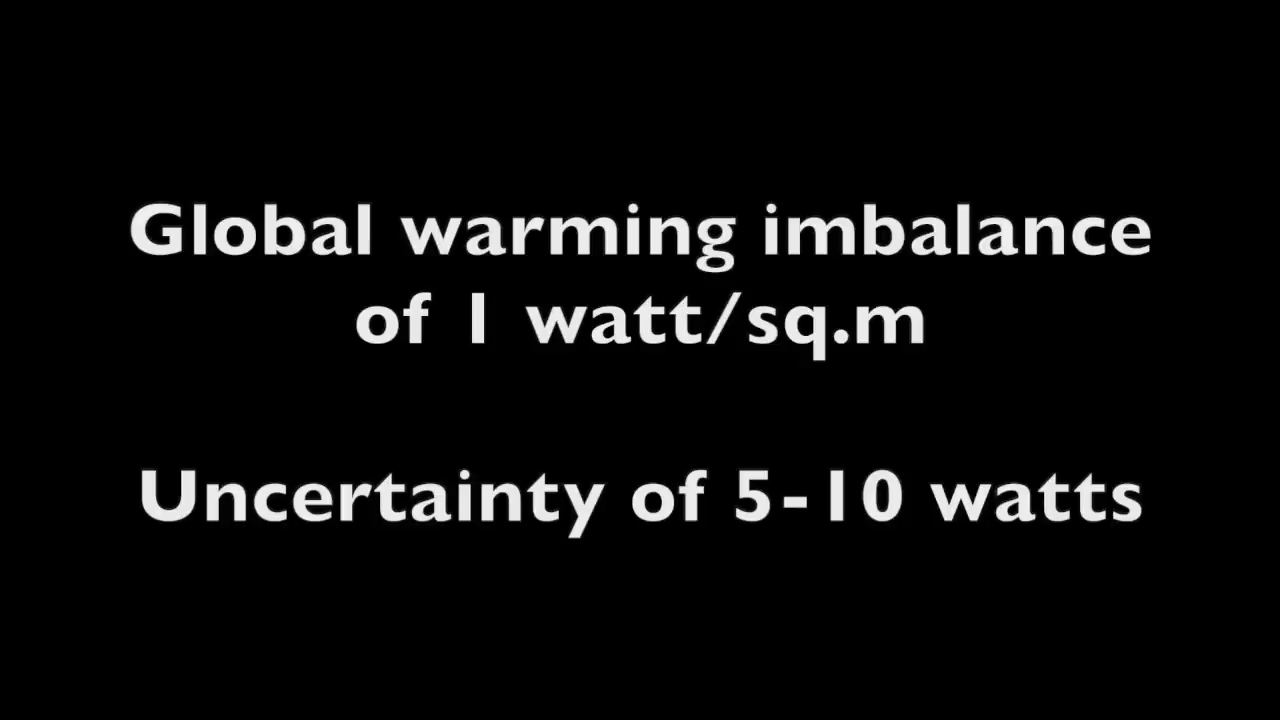 Global warming imbalance
of 1 watt/sq.m
Uncertainty of 5-10 watts